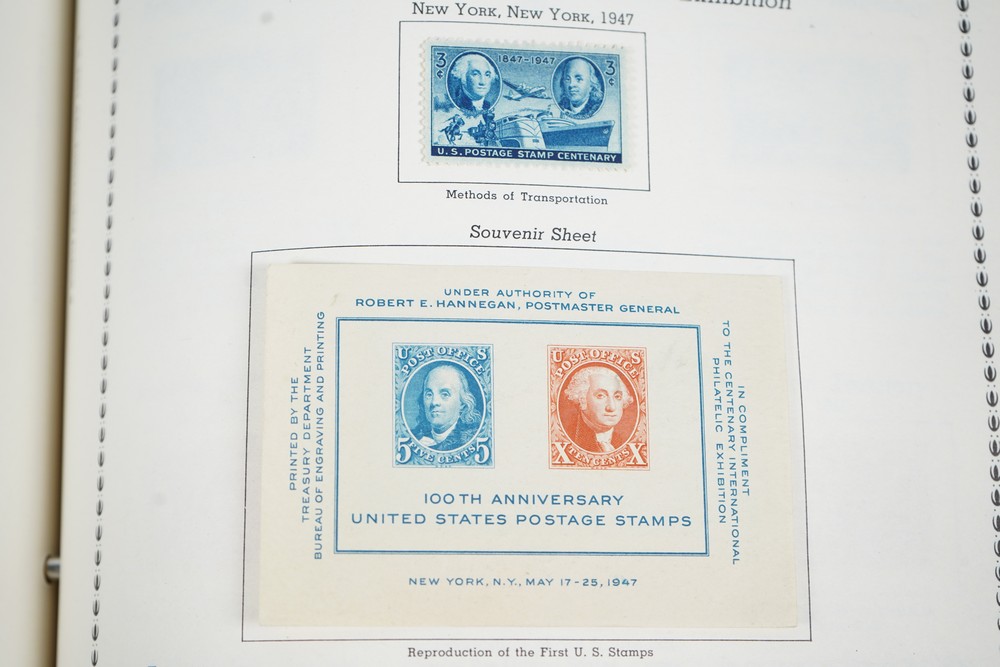 Exhibition
NEW YORK, NEW YORK, 1947
3¢ 1847-1947 3¢
U.S. POSTAGE STAMP CENTENARY
Methods of Transportation
Souvenir Sheet
UNDER AUTHORITY OF
ROBERT E. HANNEGAN, POSTMASTER GENERAL
PRINTED BY THE
TREASURY DEPARTMENT
BUREAU OF ENGRAVING AND PRINTING
U POST OFFICE S
5 FIVE CENTS 5
U POST OFFICE S
X TEN CENTS X
IN COMPLIMENT
TO THE CENTENARY INTERNATIONAL
PHILATELIC EXHIBITION
100TH ANNIVERSARY
UNITED STATES POSTAGE STAMPS
NEW YORK, N.Y., MAY 17-25, 1947
Reproduction of the First U. S. Stamps